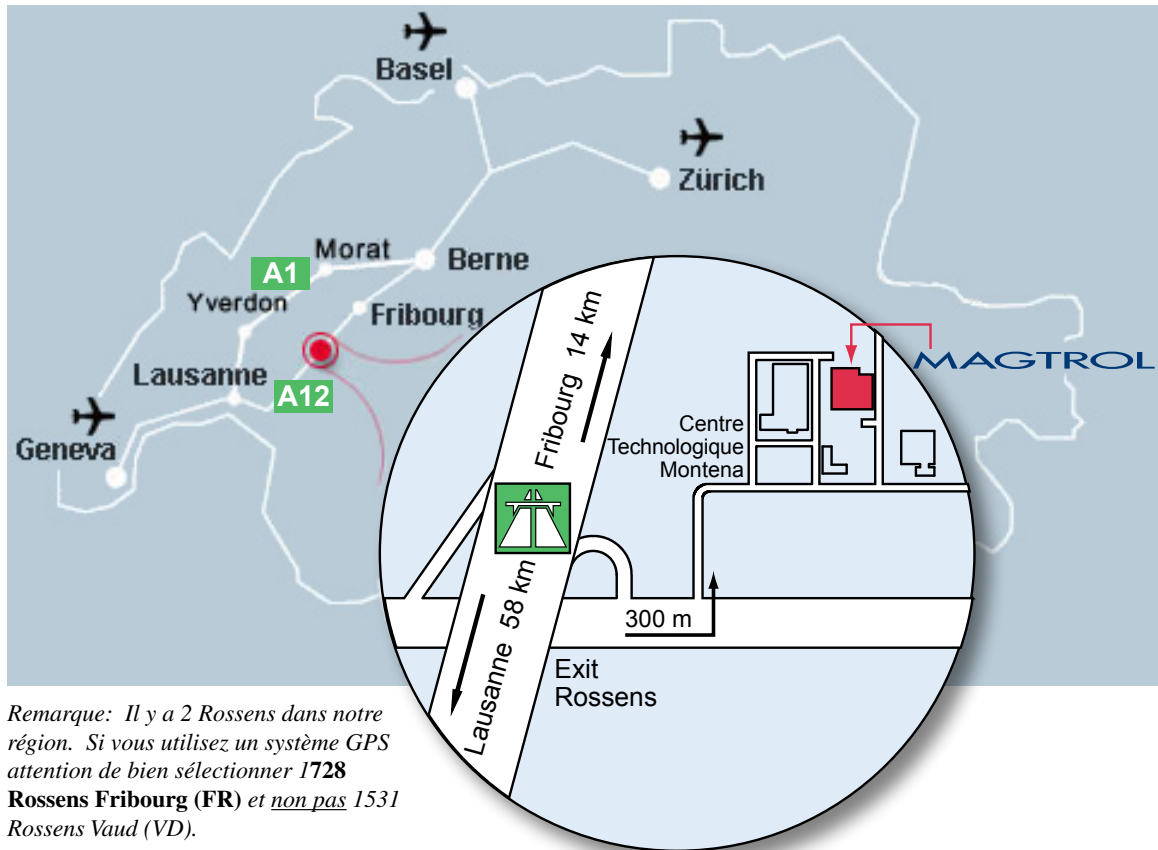 Basel
Zürich
Morat
Berne
A1
Yverdon
Fribourg
Lausanne
A12
Geneva
Fribourg 14 km
MAGTROL
Centre
Technologique
Montena
Lausanne 58 km
300 m
Exit
Rossens
Remarque: Il y a 2 Rossens dans notre
région. Si vous utilisez un système GPS
attention de bien sélectionner 1728
Rossens Fribourg (FR) et non pas 1531
Rossens Vaud (VD).